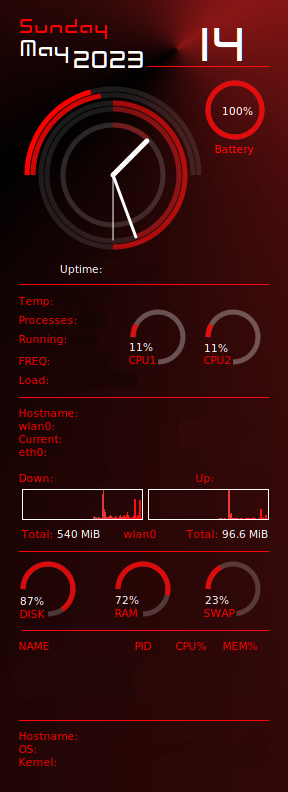 Sunday
May 2023 14
100%
Battery
Uptime:
Temp:
Processes:
Running:
11% 11%
FREQ: CPU1 CPU2
Load:
Hostname:
wlan0:
Current:
eth0:
Down: Up:
Total: 540 MiB wlan0 Total: 96.6 MiB
87% 72% 23%
DISK RAM SWAP
NAME PID CPU% MEM%
Hostname:
OS:
Kernel: